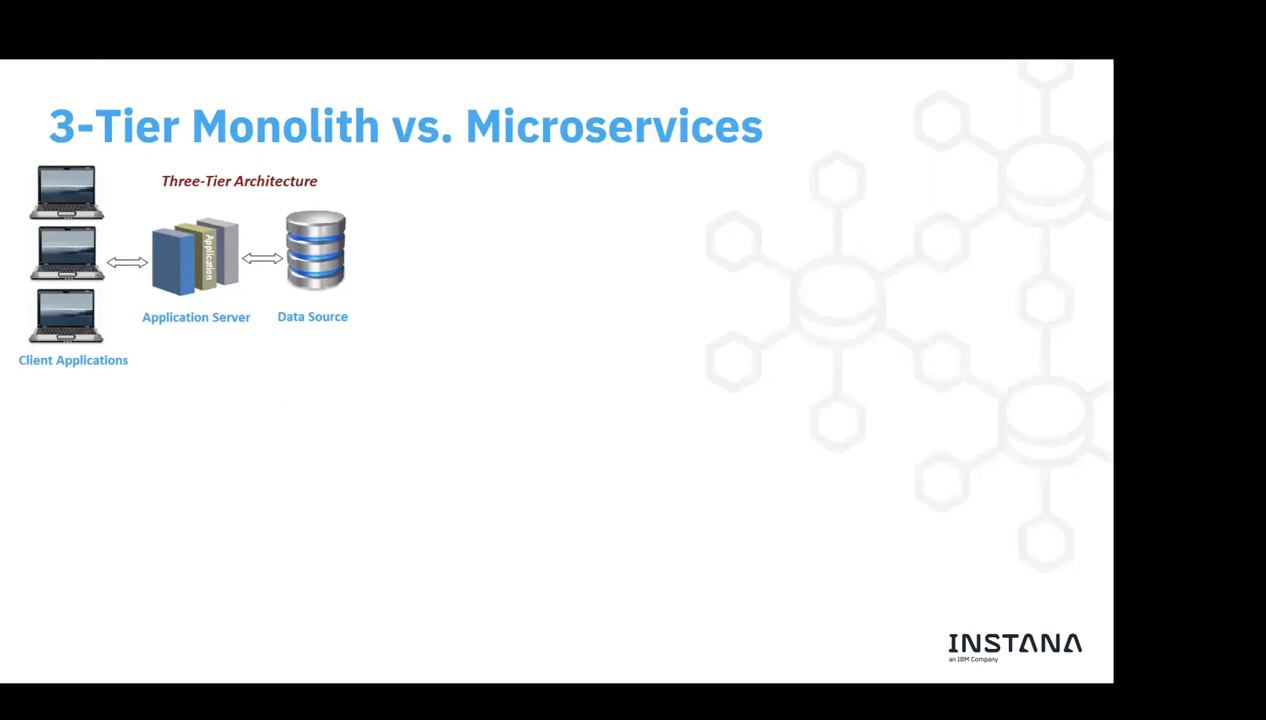 3-Tier Monolith vs. Microservices
Three-Tier Architecture
Application
Application Server
Data Source
Client Applications
INSTANA
an IBM Company